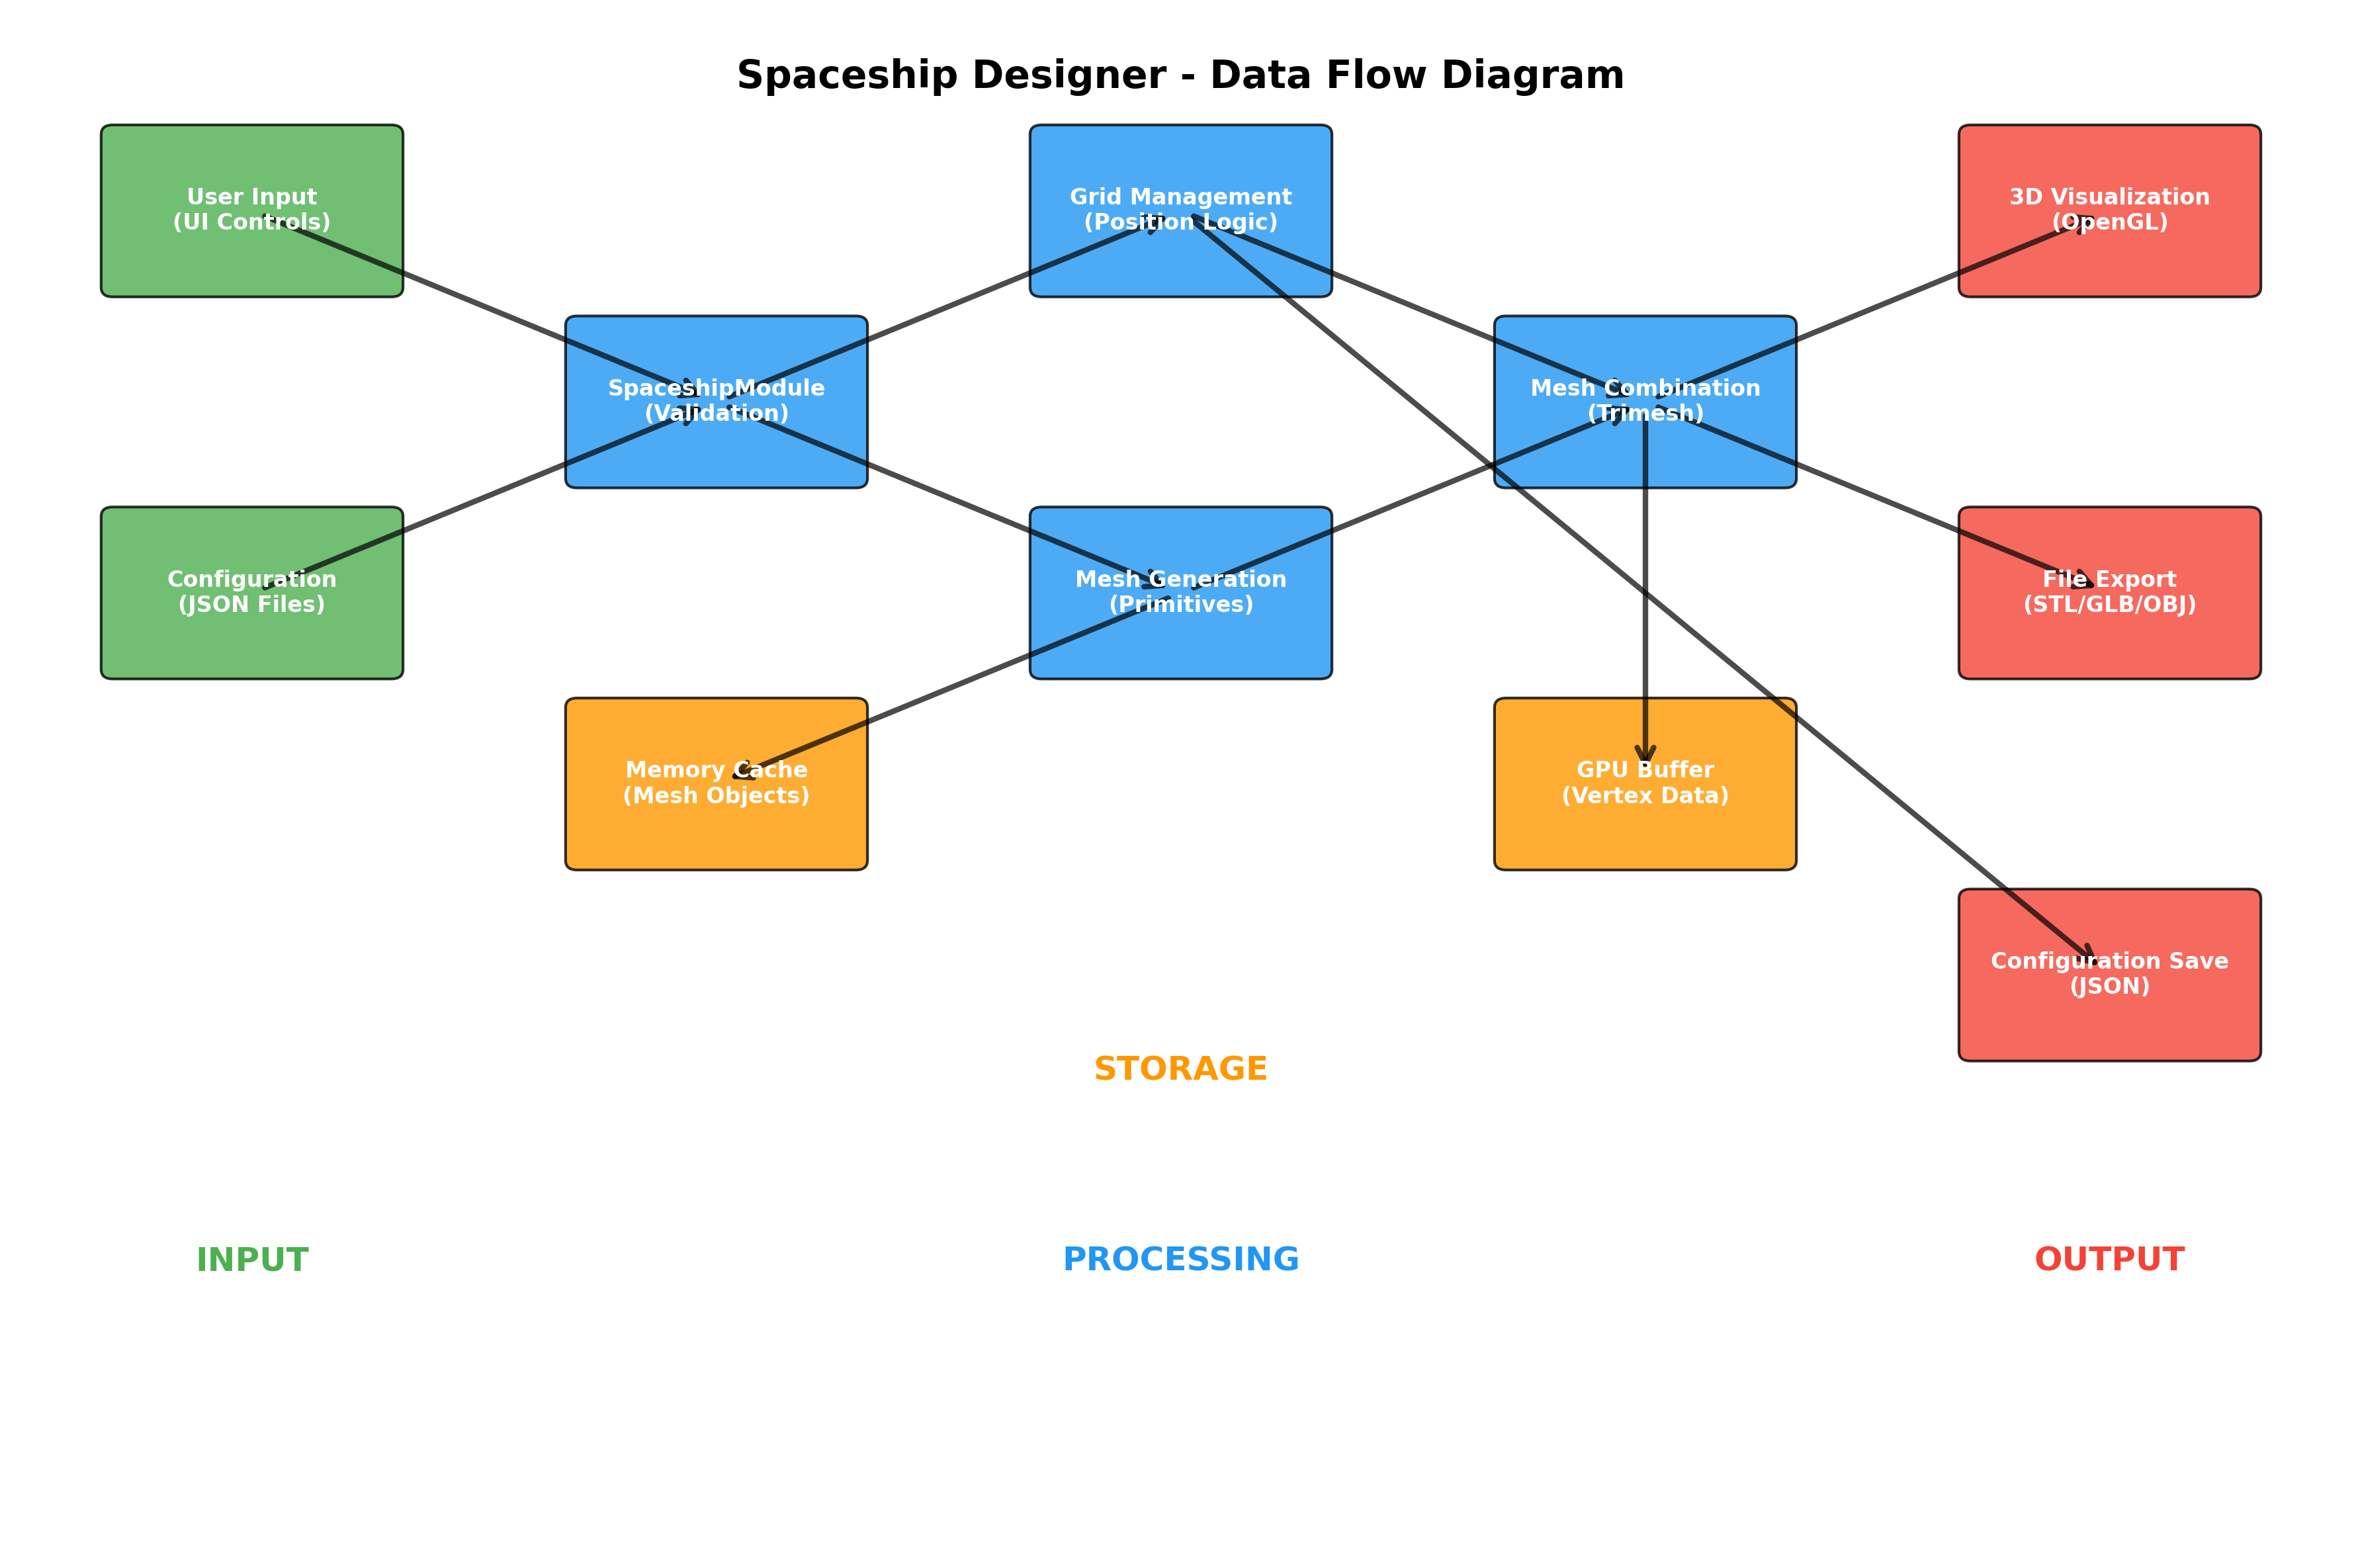 Spaceship Designer - Data Flow Diagram
User Input
(UI Controls)
Grid Management
(Position Logic)
3D Visualization
(OpenGL)
SpaceshipModule
(Validation)
Mesh Combination
(Trimesh)
Configuration
(JSON Files)
Mesh Generation
(Primitives)
File Export
(STL/GLB/OBJ)
Memory Cache
(Mesh Objects)
GPU Buffer
(Vertex Data)
Configuration Save
(JSON)
STORAGE
INPUT
PROCESSING
OUTPUT